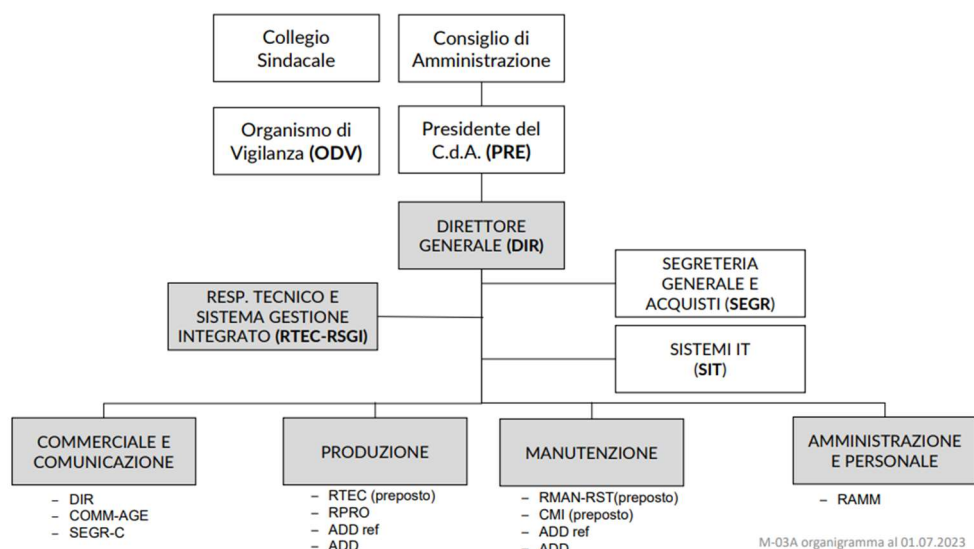 Collegio
Sindacale
Consiglio di
Amministrazione
Organismo di
Vigilanza (ODV)
Presidente del
C.d.A. (PRE)
DIRETTORE
GENERALE (DIR)
SEGRETERIA
GENERALE E
ACQUISTI (SEGR)
RESP. TECNICO E
SISTEMA GESTIONE
INTEGRATO (RTEC-RSGI)
SISTEMI IT
(SIT)
COMMERCIALE E
COMUNICAZIONE
– DIR
– COMM-AGE
– SEGR-C
PRODUZIONE
– RTEC (preposto)
– RPRO
– ADD ref
– ADD
MANUTENZIONE
– RMAN-RST(preposto)
– CMI (preposto)
– ADD ref
– ADD
AMMINISTRAZIONE
E PERSONALE
– RAMM
M-03A organigramma al 01.07.2023